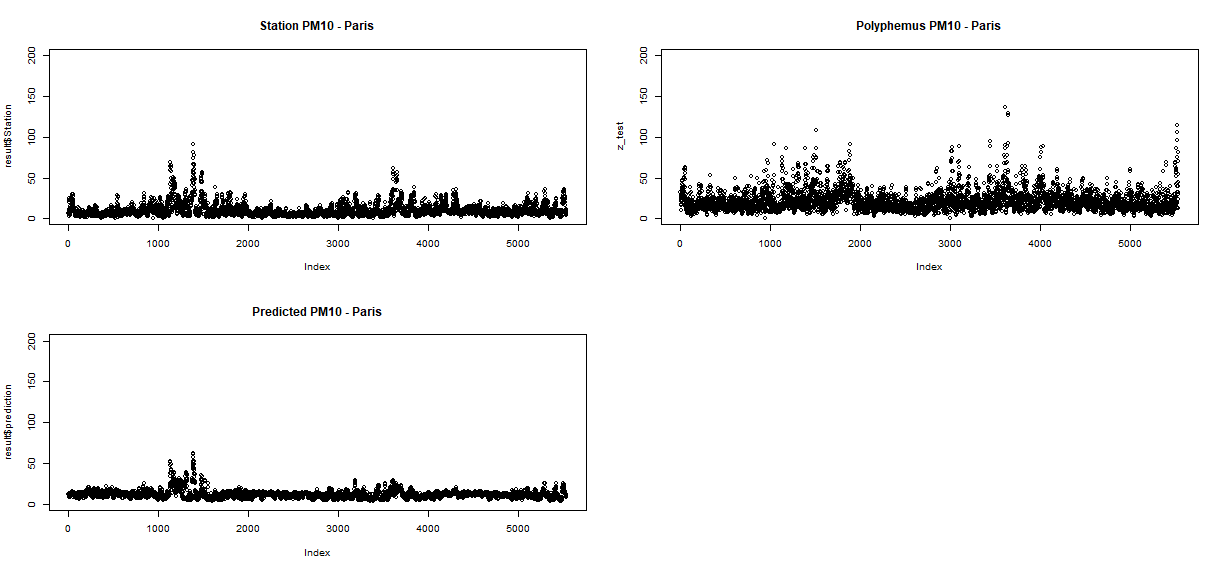 Station PM10 - Paris
result$Station
200
150
100
50
0
0 1000 2000 3000 4000 5000
Index
Polyphemus PM10 - Paris
z_test
200
150
100
50
0
0 1000 2000 3000 4000 5000
Index
Predicted PM10 - Paris
result$prediction
200
150
100
50
0
0 1000 2000 3000 4000 5000
Index